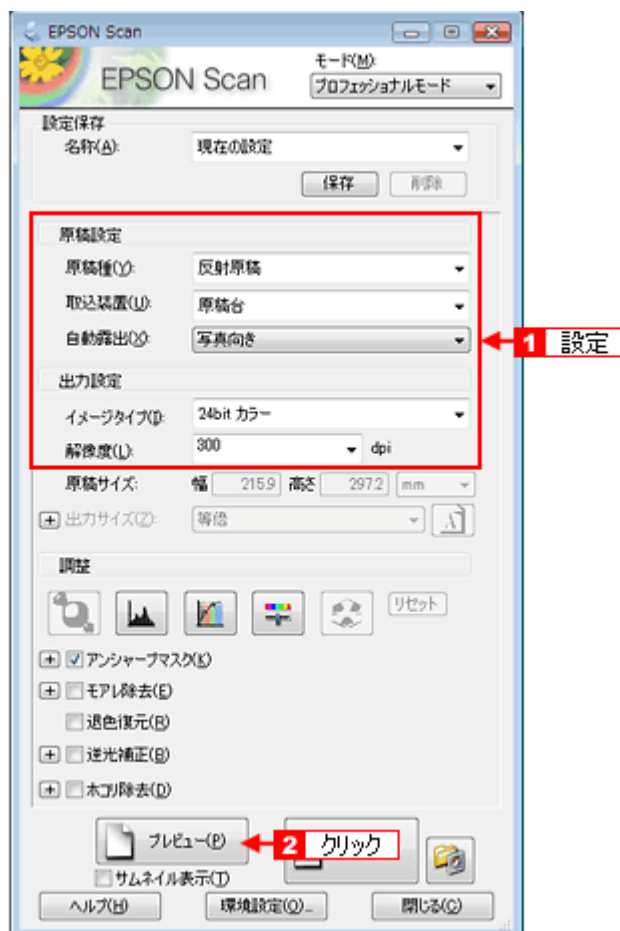 EPSON Scan
EPSON Scan
モード(M):
プロフェッショナルモード
設定保存
名称(A):
現在の設定
保存
削除
原稿設定
原稿種(Y):
反射原稿
取込装置(U):
原稿台
自動露出(X):
写真向き
1 設定
出力設定
イメージタイプ(I):
24bit カラー
解像度(L):
300
dpi
原稿サイズ:
幅 215.9 高さ 297.2 mm
出力サイズ(Z):
等倍
調整
リセット
アンシャープマスク(K)
モアレ除去(E)
退色復元(R)
逆光補正(B)
ホコリ除去(D)
プレビュー(P)
2 クリック
サムネイル表示(T)
ヘルプ(H)
環境設定(O)...
閉じる(C)